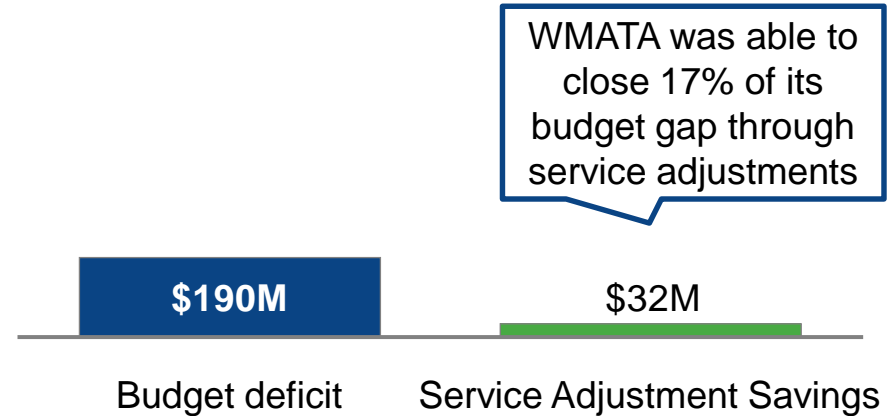 WMATA was able to
close 17% of its
budget gap through
service adjustments
$190M
$32M
Budget deficit
Service Adjustment Savings